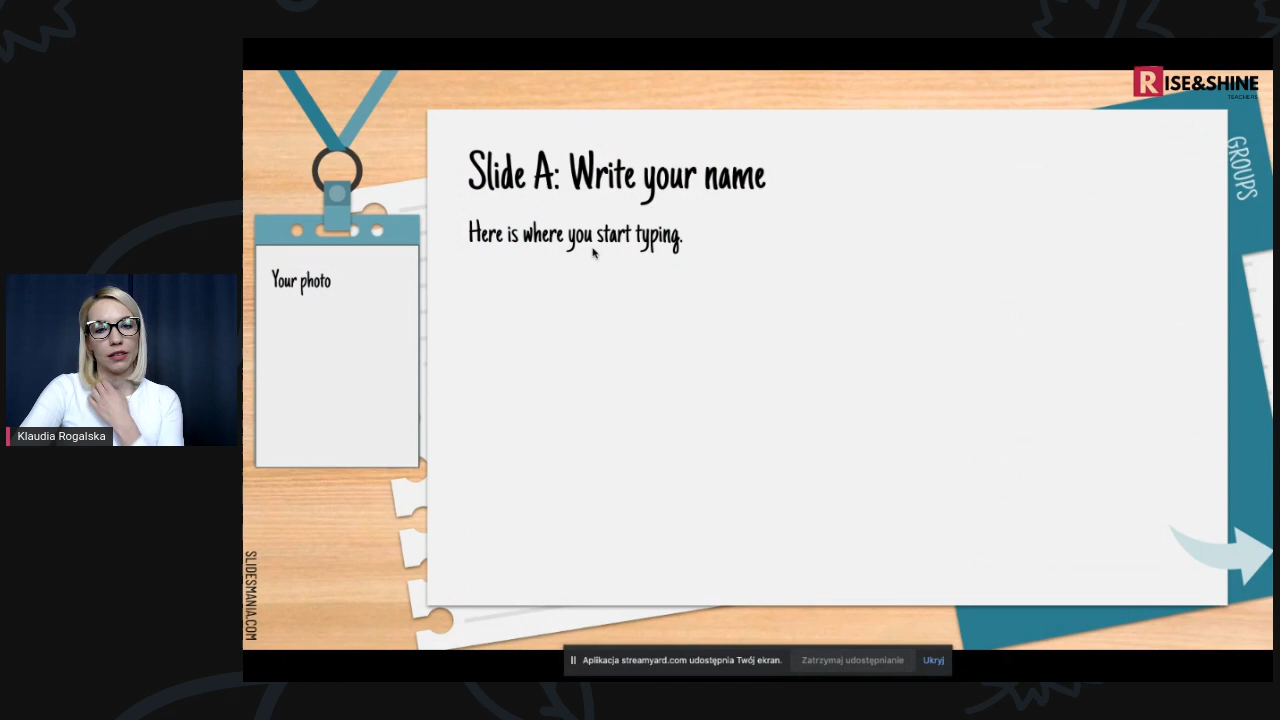 RISE&SHINE
TEACHERS
GROUPS
Slide A: Write your name
Here is where you start typing.
Your photo
Klaudia Rogalska
SLIDESMANIA.COM
Aplikacja streamyard.com udostępnia Twój ekran.
Zatrzymaj udostępnianie
Ukryj